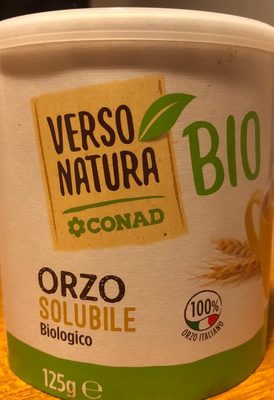 VERSO
NATURA
CONAD
BIO
ORZO
SOLUBILE
Biologico
100%
ORZO ITALIANO
125g e